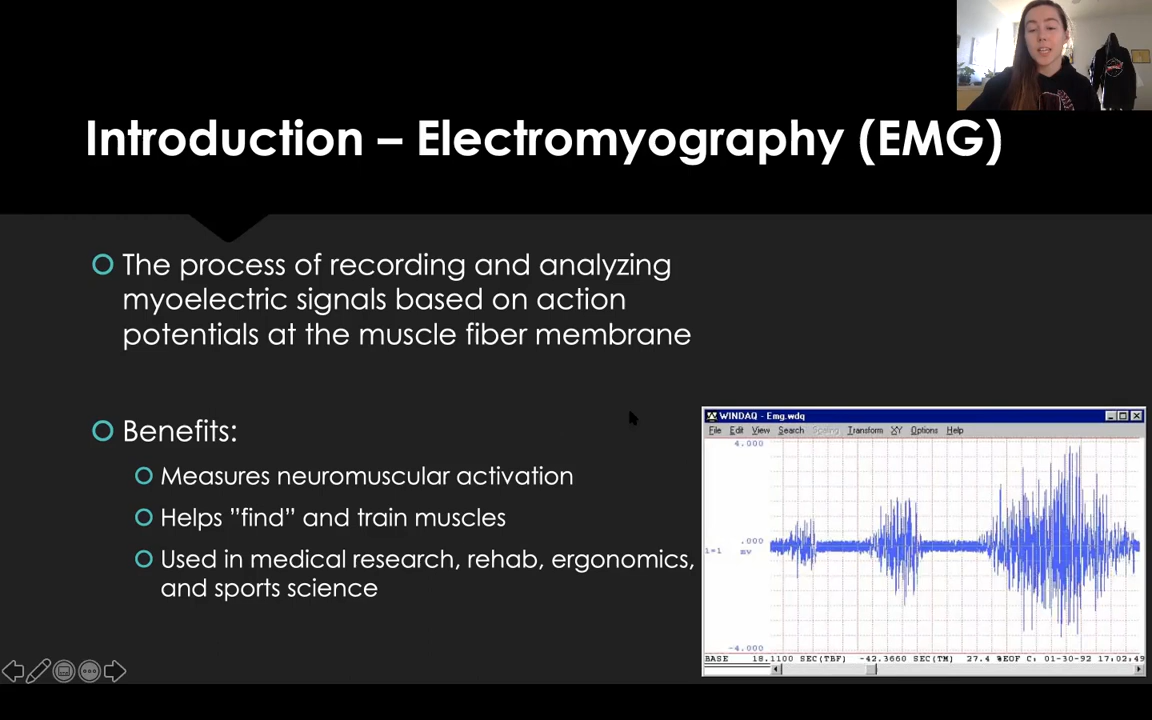 Introduction – Electromyography (EMG)
The process of recording and analyzing
myoelectric signals based on action
potentials at the muscle fiber membrane
Benefits:
Measures neuromuscular activation
Helps ”find” and train muscles
Used in medical research, rehab, ergonomics,
and sports science
WINDAQ - Emg.wdq
File Edit View Search Scaling Transform XY Options Help
4.000
.000
1=1 mv
-4.000
BASE 18.1100 SEC(TBF) -42.3660 SEC(TM) 27.4 %EOF C: 01-30-92 17:02:49